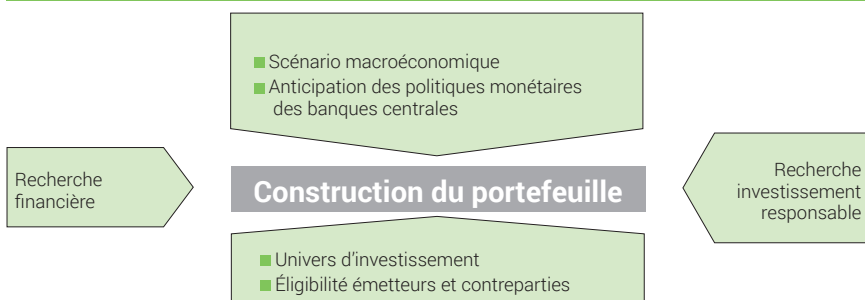 Scénario macroéconomique
Anticipation des politiques monétaires
des banques centrales
Recherche
financière
Construction du portefeuille
Recherche
investissement
responsable
Univers d’investissement
Éligibilité émetteurs et contreparties